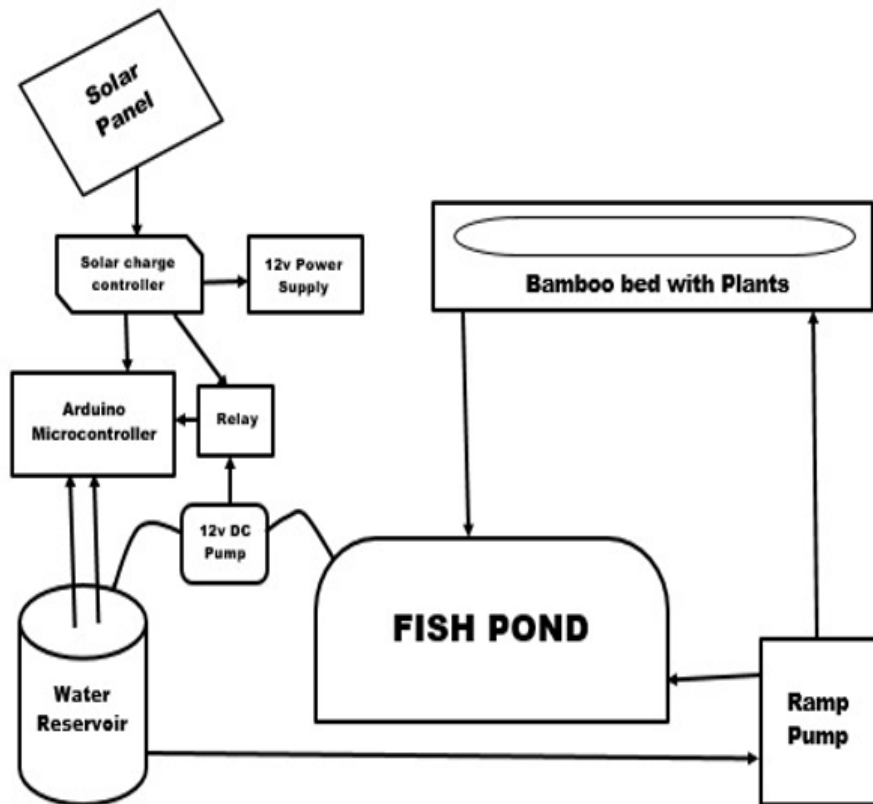 Solar
Panel
Solar charge
controller
12v Power
Supply
Bamboo bed with Plants
Arduino
Microcontroller
Relay
12v DC
Pump
FISH POND
Water
Reservoir
Ramp
Pump